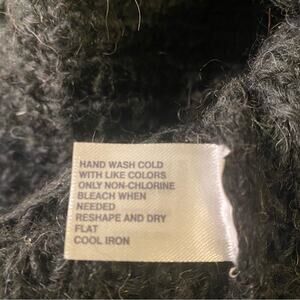 HAND WASH COLD
WITH LIKE COLORS
ONLY NON-CHLORINE
BLEACH WHEN
NEEDED
RESHAPE AND DRY
FLAT
COOL IRON